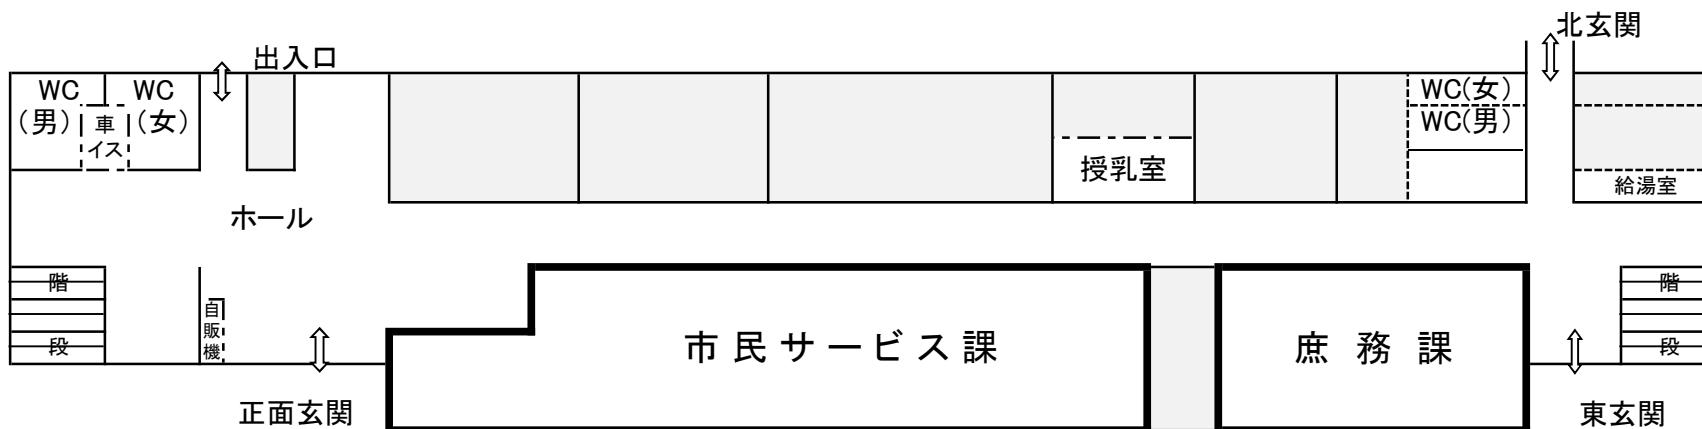 北玄関
出入口
WC
(男)
車
イス
WC
(女)
WC(女)
WC(男)
授乳室
給湯室
ホール
階
段
自
販
機
市民サービス課
庶務課
階
段
正面玄関
東玄関